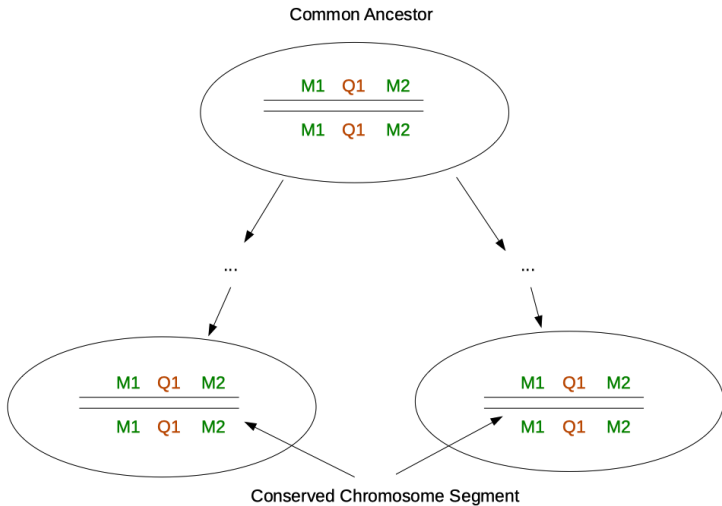 Common Ancestor
M1 Q1 M2
M1 Q1 M2
...
...
M1 Q1 M2
M1 Q1 M2
M1 Q1 M2
M1 Q1 M2
Conserved Chromosome Segment